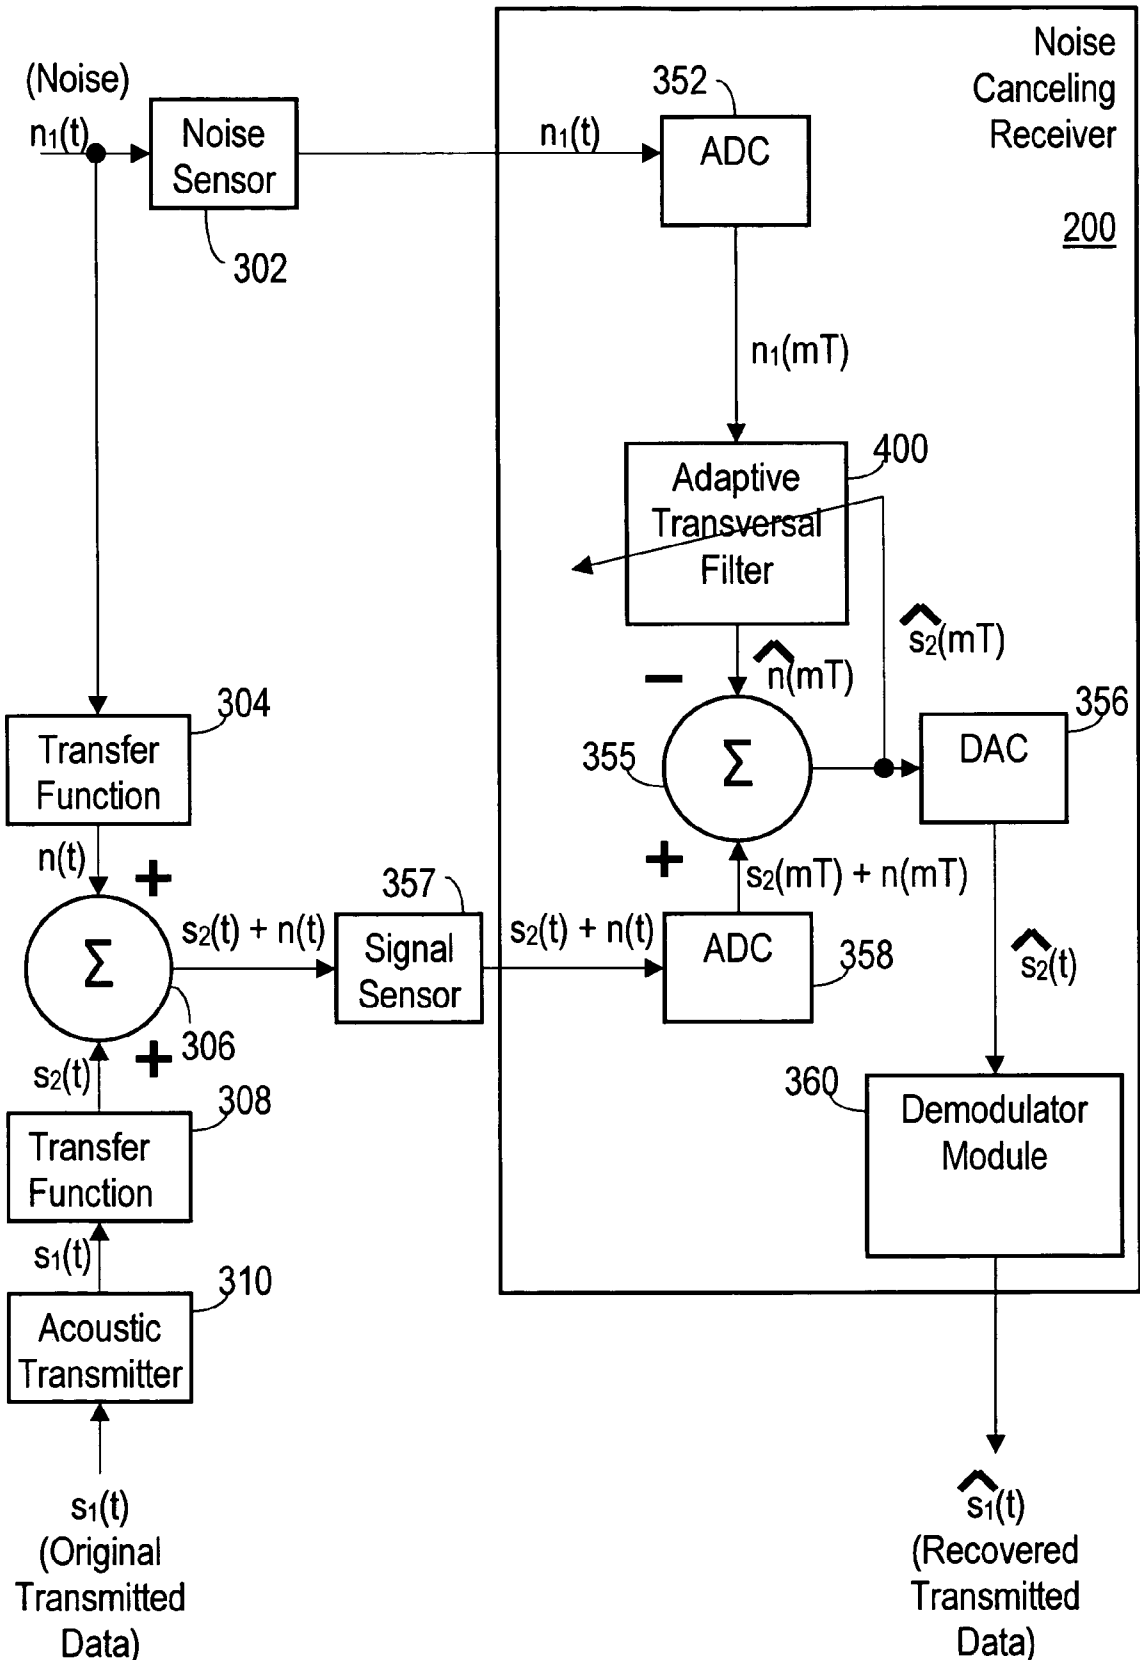 Noise
Canceling
Receiver
200
(Noise)
n₁(t)
Noise
Sensor
302
n₁(t)
352
ADC
n₁(mT)
400
Adaptive
Transversal
Filter
n̂(mT)
ŝ₂(mT)
−
355
Σ
+
356
DAC
304
Transfer
Function
n(t)
+
Σ
306
+
s₂(t) + n(t)
357
Signal
Sensor
s₂(t) + n(t)
ADC
358
s₂(mT) + n(mT)
ŝ₂(t)
s₂(t)
308
Transfer
Function
s₁(t)
310
Acoustic
Transmitter
360
Demodulator
Module
s₁(t)
(Original
Transmitted
Data)
ŝ₁(t)
(Recovered
Transmitted
Data)